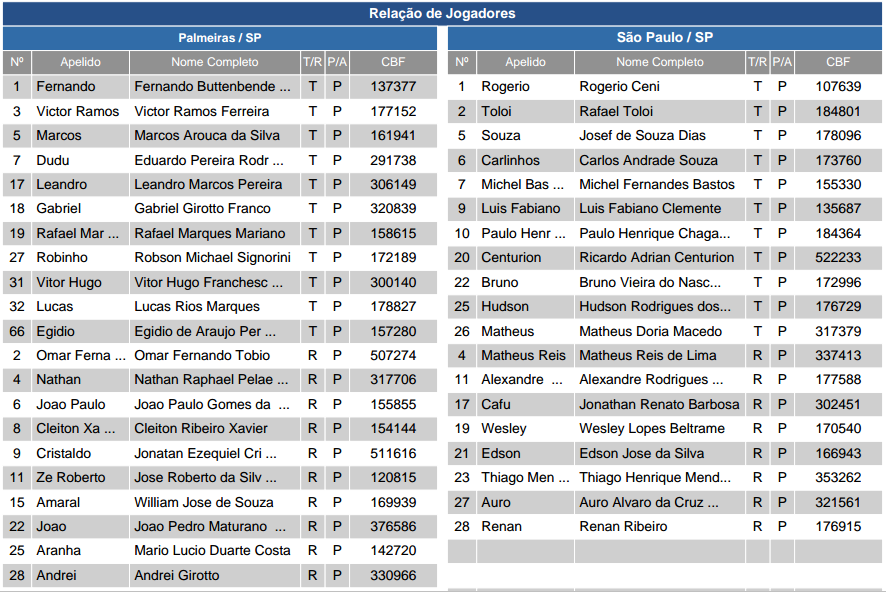 Relação de Jogadores
Palmeiras / SP
Nº Apelido Nome Completo T/R P/A CBF
1 Fernando Fernando Buttenbende ... T P 137377
3 Victor Ramos Victor Ramos Ferreira T P 177152
5 Marcos Marcos Arouca da Silva T P 161941
7 Dudu Eduardo Pereira Rodr ... T P 291738
17 Leandro Leandro Marcos Pereira T P 306149
18 Gabriel Gabriel Girotto Franco T P 320839
19 Rafael Mar ... Rafael Marques Mariano T P 158615
27 Robinho Robson Michael Signorini T P 172189
31 Vitor Hugo Vitor Hugo Franchesc ... T P 300140
32 Lucas Lucas Rios Marques T P 178827
66 Egidio Egidio de Araujo Per ... T P 157280
2 Omar Ferna ... Omar Fernando Tobio R P 507274
4 Nathan Nathan Raphael Pelae ... R P 317706
6 Joao Paulo Joao Paulo Gomes da ... R P 155855
8 Cleiton Xa ... Cleiton Ribeiro Xavier R P 154144
9 Cristaldo Jonatan Ezequiel Cri ... R P 511616
11 Ze Roberto Jose Roberto da Silv ... R P 120815
15 Amaral William Jose de Souza R P 169939
22 Joao Joao Pedro Maturano ... R P 376586
25 Aranha Mario Lucio Duarte Costa R P 142720
28 Andrei Andrei Girotto R P 330966
São Paulo / SP
Nº Apelido Nome Completo T/R P/A CBF
1 Rogerio Rogerio Ceni T P 107639
2 Toloi Rafael Toloi T P 184801
5 Souza Josef de Souza Dias T P 178096
6 Carlinhos Carlos Andrade Souza T P 173760
7 Michel Bas ... Michel Fernandes Bastos T P 155330
9 Luis Fabiano Luis Fabiano Clemente T P 135687
10 Paulo Henr ... Paulo Henrique Chaga... T P 184364
20 Centurion Ricardo Adrian Centurion T P 522233
22 Bruno Bruno Vieira do Nasc... T P 172996
25 Hudson Hudson Rodrigues dos... T P 176729
26 Matheus Matheus Doria Macedo T P 317379
4 Matheus Reis Matheus Reis de Lima R P 337413
11 Alexandre ... Alexandre Rodrigues ... R P 177588
17 Cafu Jonathan Renato Barbosa R P 302451
19 Wesley Wesley Lopes Beltrame R P 170540
21 Edson Edson Jose da Silva R P 166943
23 Thiago Men ... Thiago Henrique Mend... R P 353262
27 Auro Auro Alvaro da Cruz ... R P 321561
28 Renan Renan Ribeiro R P 176915